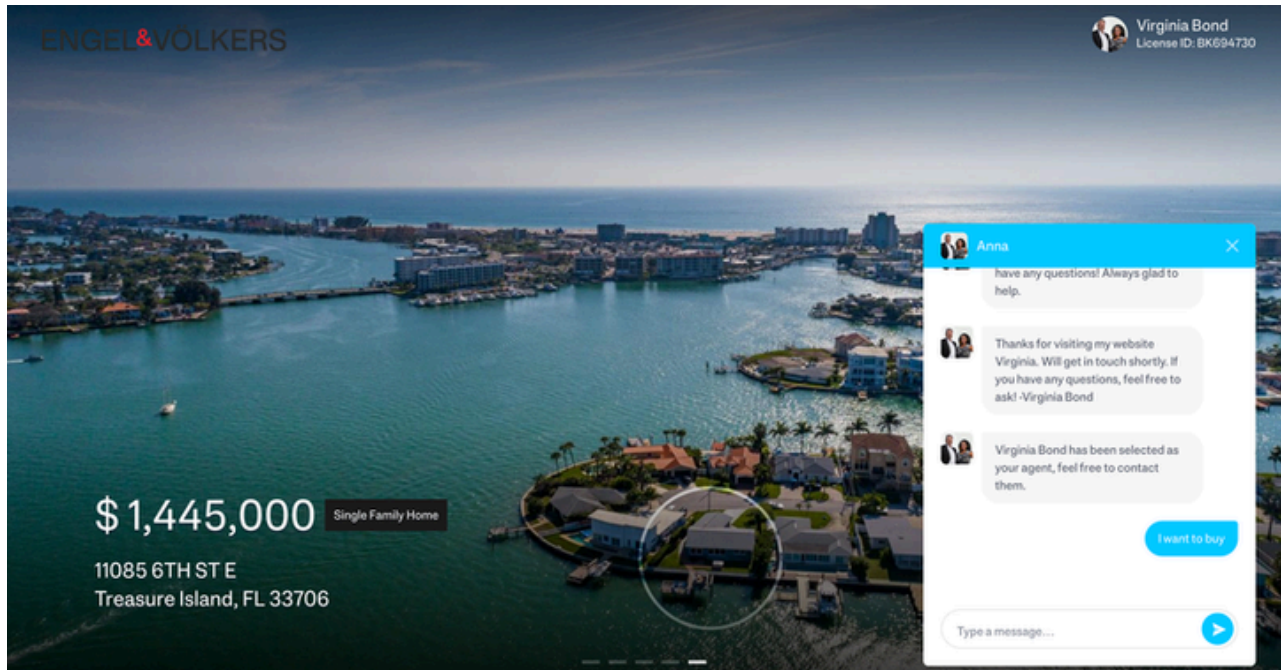 ENGEL&VÖLKERS
Virginia Bond
License ID: BK694730
$ 1,445,000
Single Family Home
11085 6TH ST E
Treasure Island, FL 33706
Anna
have any questions! Always glad to
help.
Thanks for visiting my website
Virginia. Will get in touch shortly. If
you have any questions, feel free to
ask! -Virginia Bond
Virginia Bond has been selected as
your agent, feel free to contact
them.
I want to buy
Type a message...